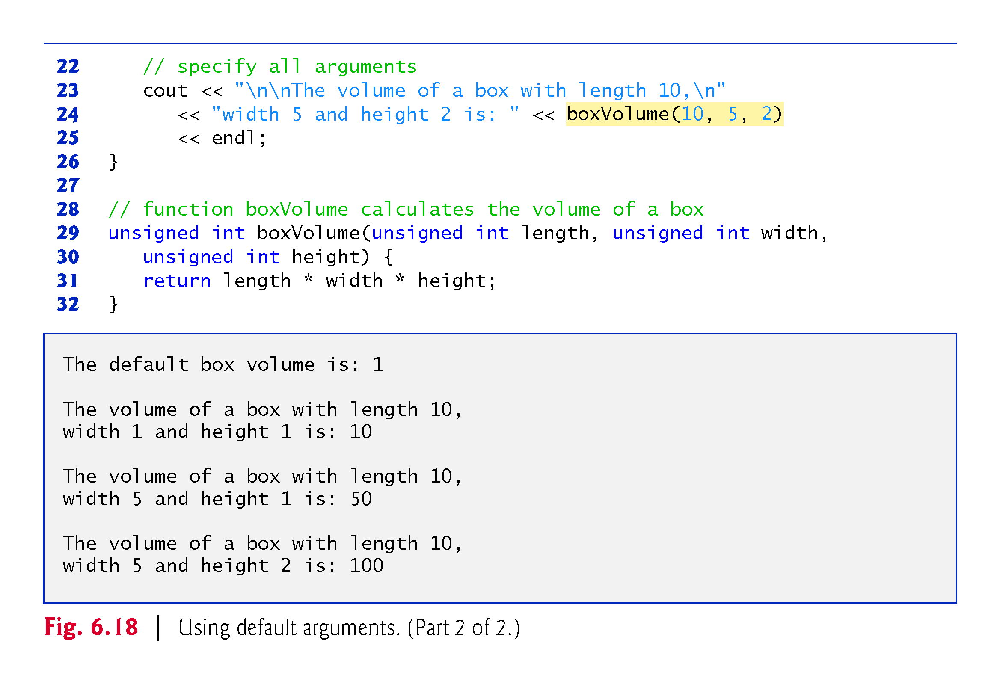 22 // specify all arguments
23 cout << "\n\nThe volume of a box with length 10,\n"
24 << "width 5 and height 2 is: " << boxVolume(10, 5, 2)
25 << endl;
26 }
27
28 // function boxVolume calculates the volume of a box
29 unsigned int boxVolume(unsigned int length, unsigned int width,
30 unsigned int height) {
31 return length * width * height;
32 }
The default box volume is: 1
The volume of a box with length 10,
width 1 and height 1 is: 10
The volume of a box with length 10,
width 5 and height 1 is: 50
The volume of a box with length 10,
width 5 and height 2 is: 100
Fig. 6.18 | Using default arguments. (Part 2 of 2.)